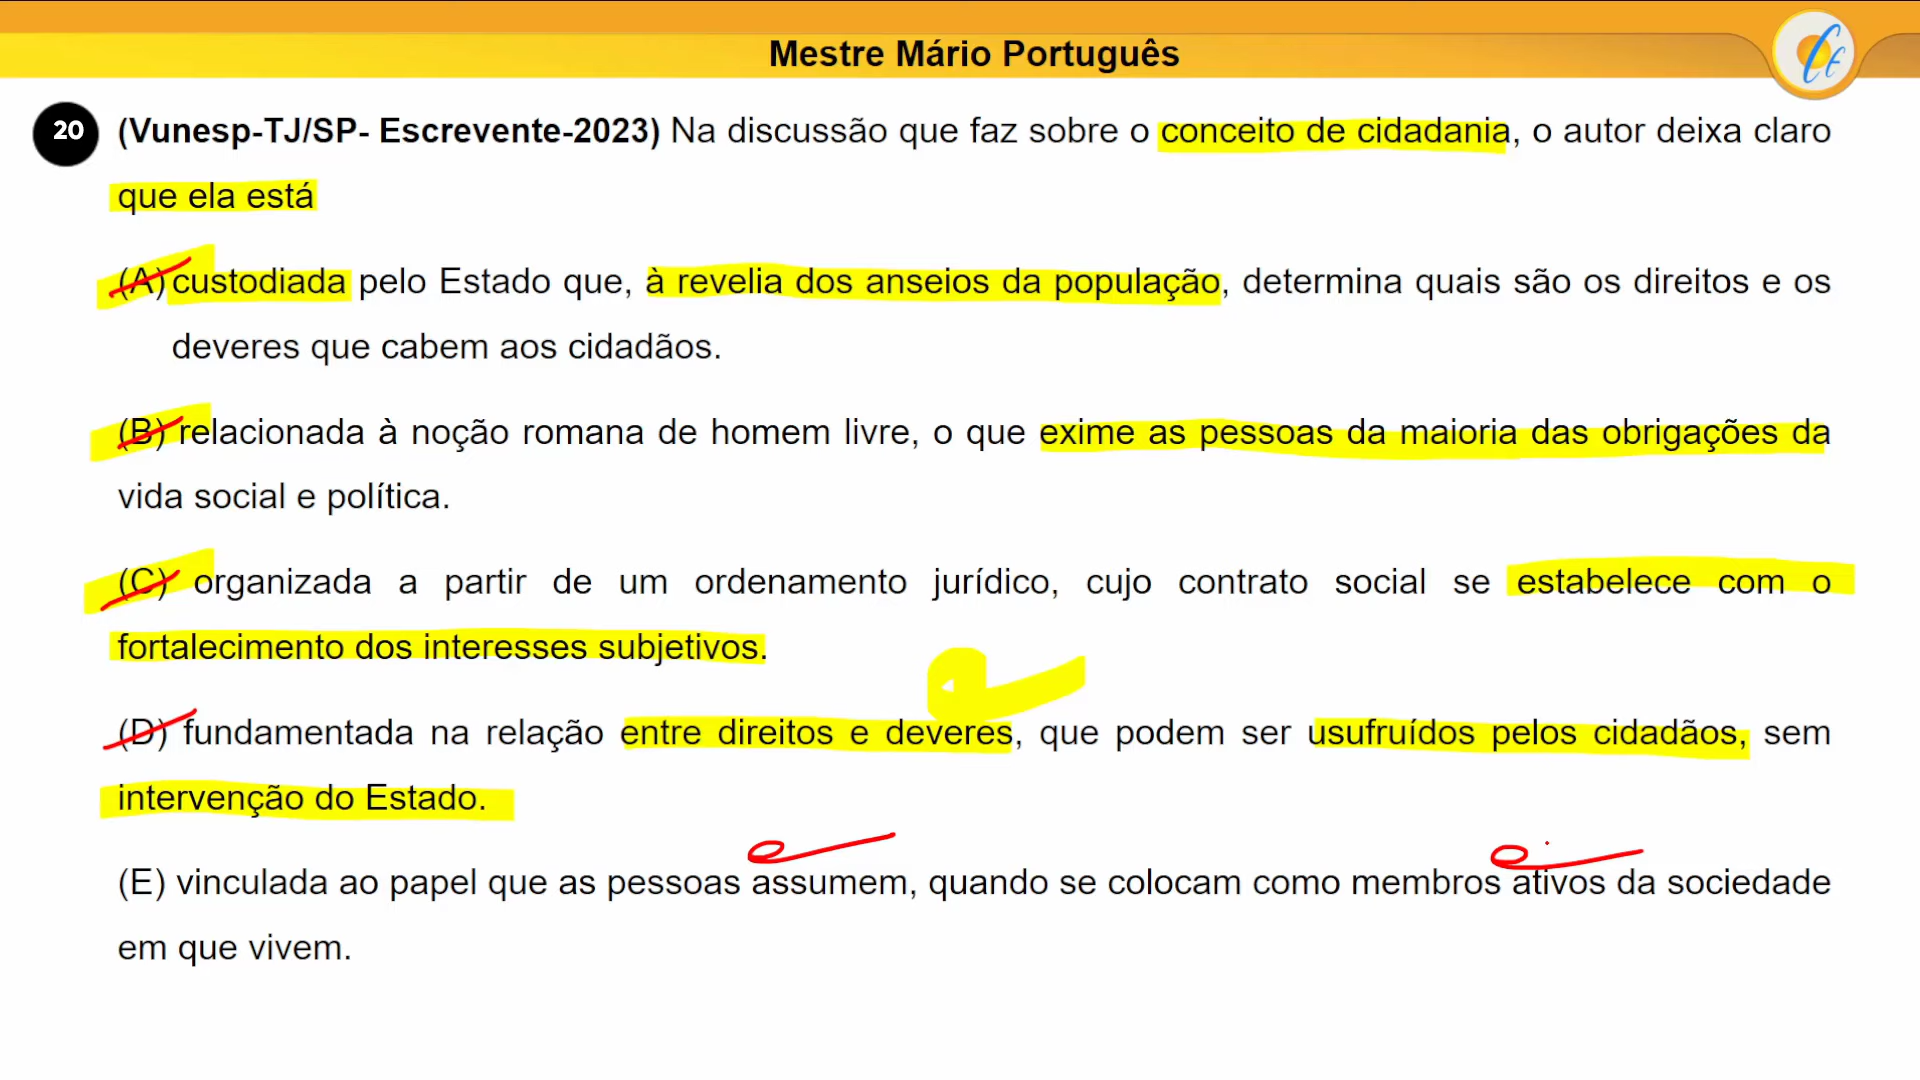 Mestre Mário Português
20 (Vunesp-TJ/SP- Escrevente-2023) Na discussão que faz sobre o conceito de cidadania, o autor deixa claro
que ela está
(A) custodiada pelo Estado que, à revelia dos anseios da população, determina quais são os direitos e os
deveres que cabem aos cidadãos.
(B) relacionada à noção romana de homem livre, o que exime as pessoas da maioria das obrigações da
vida social e política.
(C) organizada a partir de um ordenamento jurídico, cujo contrato social se estabelece com o
fortalecimento dos interesses subjetivos.
(D) fundamentada na relação entre direitos e deveres, que podem ser usufruídos pelos cidadãos, sem
intervenção do Estado.
(E) vinculada ao papel que as pessoas assumem, quando se colocam como membros ativos da sociedade
em que vivem.